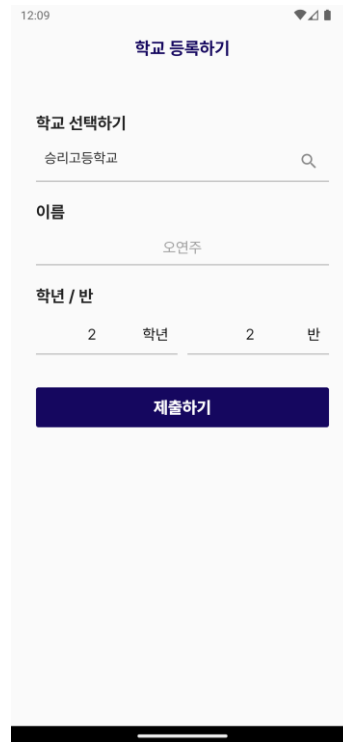 12:09
학교 등록하기
학교 선택하기
승리고등학교
이름
오연주
학년 / 반
2 학년 2 반
제출하기